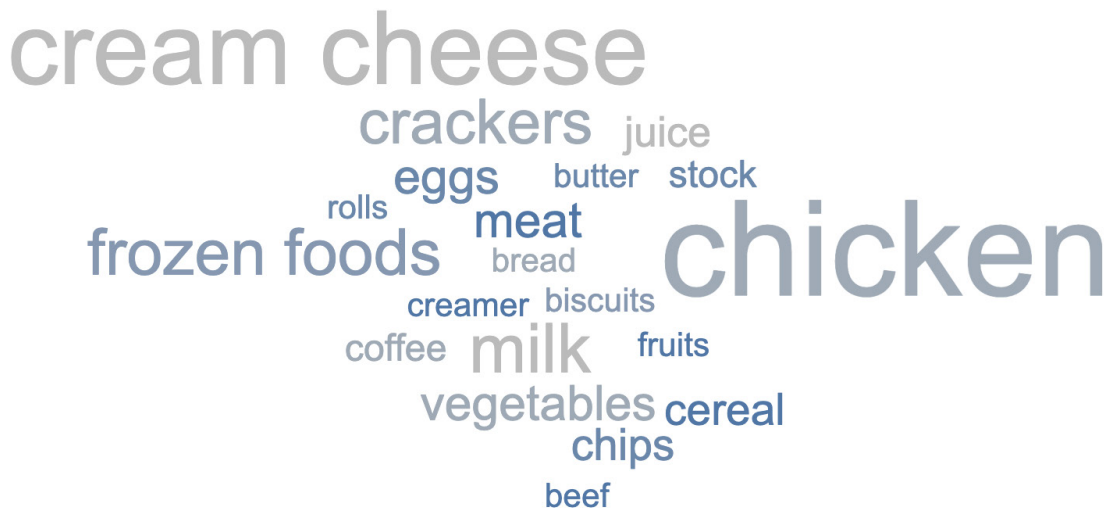 cream cheese
crackers juice
eggs butter stock
rolls meat
frozen foods bread chicken
creamer biscuits
coffee milk fruits
vegetables cereal
chips
beef